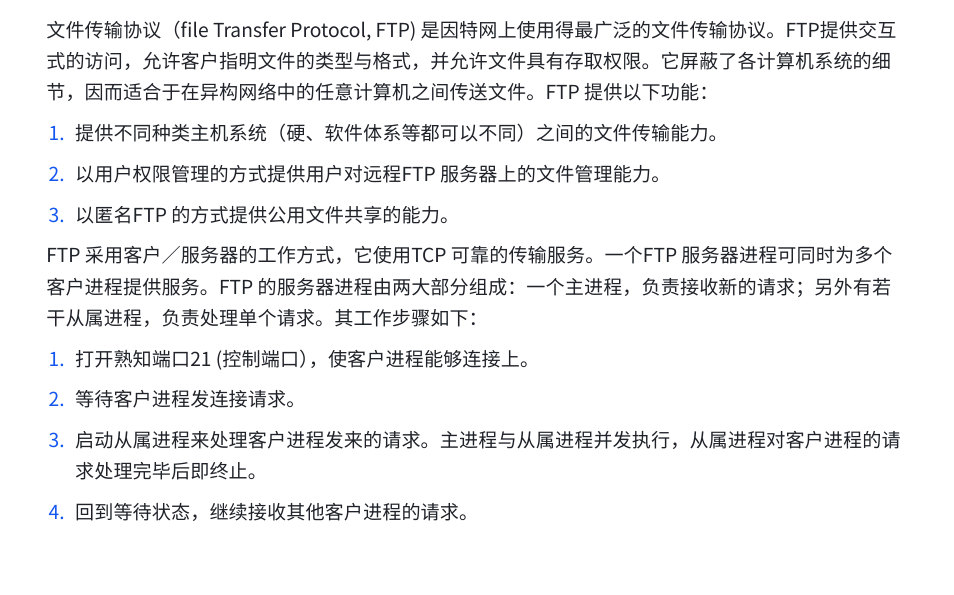 文件传输协议（file Transfer Protocol, FTP) 是因特网上使用得最广泛的文件传输协议。FTP提供交互
式的访问，允许客户指明文件的类型与格式，并允许文件具有存取权限。它屏蔽了各计算机系统的细
节，因而适合于在异构网络中的任意计算机之间传送文件。FTP 提供以下功能：
1. 提供不同种类主机系统（硬、软件体系等都可以不同）之间的文件传输能力。
2. 以用户权限管理的方式提供用户对远程FTP 服务器上的文件管理能力。
3. 以匿名FTP 的方式提供公用文件共享的能力。
FTP 采用客户／服务器的工作方式，它使用TCP 可靠的传输服务。一个FTP 服务器进程可同时为多个
客户进程提供服务。FTP 的服务器进程由两大部分组成：一个主进程，负责接收新的请求；另外有若
干从属进程，负责处理单个请求。其工作步骤如下：
1. 打开熟知端口21 (控制端口），使客户进程能够连接上。
2. 等待客户进程发连接请求。
3. 启动从属进程来处理客户进程发来的请求。主进程与从属进程并发执行，从属进程对客户进程的请
求处理完毕后即终止。
4. 回到等待状态，继续接收其他客户进程的请求。